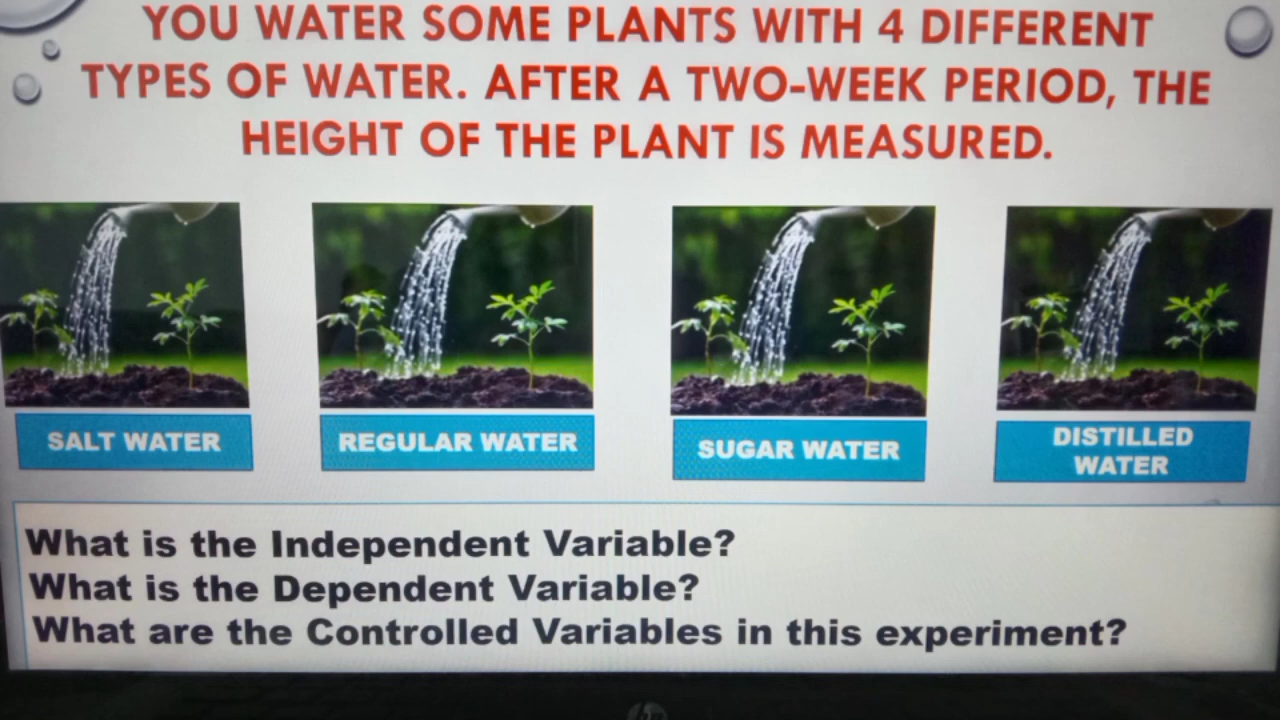 YOU WATER SOME PLANTS WITH 4 DIFFERENT
TYPES OF WATER. AFTER A TWO-WEEK PERIOD, THE
HEIGHT OF THE PLANT IS MEASURED.
SALT WATER
REGULAR WATER
SUGAR WATER
DISTILLED
WATER
What is the Independent Variable?
What is the Dependent Variable?
What are the Controlled Variables in this experiment?
hp